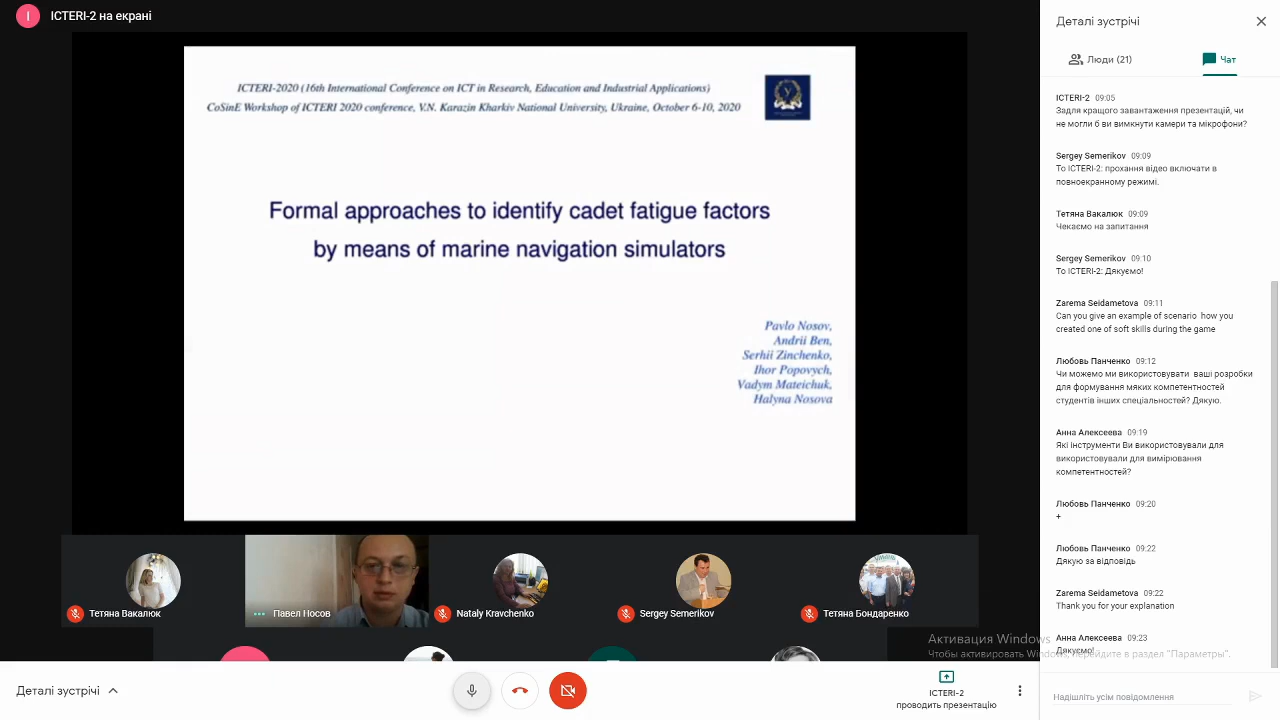 I
ICTERI-2 на екрані
ICTERI-2020 (16th International Conference on ICT in Research, Education and Industrial Applications)
CoSinE Workshop of ICTERI 2020 conference, V.N. Karazin Kharkiv National University, Ukraine, October 6-10, 2020
Formal approaches to identify cadet fatigue factors
by means of marine navigation simulators
Pavlo Nosov,
Andrii Ben,
Serhii Zinchenko,
Ihor Popovych,
Vadym Mateichuk,
Halyna Nosova
Тетяна Вакалюк
Павел Носов
Nataly Kravchenko
Sergey Semerikov
Тетяна Бондаренко
Деталі зустрічі
ICTERI-2
проводить презентацію
Деталі зустрічі
Люди (21)
Чат
ICTERI-2 09:05
Задля кращого завантаження презентацій, чи
не могли б ви вимкнути камери та мікрофони?
Sergey Semerikov 09:09
To ICTERI-2: прохання відео включати в
повноекранному режимі.
Тетяна Вакалюк 09:09
Чекаємо на запитання
Sergey Semerikov 09:10
To ICTERI-2: Дякуємо!
Zarema Seidametova 09:11
Can you give an example of scenario how you
created one of soft skills during the game
Любовь Панченко 09:12
Чи можемо ми використовувати ваші розробки
для формування мяких компетентностей
студентів інших спеціальностей? Дякую.
Анна Алексеева 09:19
Які інструменти Ви використовували для
використовували для вимірювання
компетентностей?
Любовь Панченко 09:20
+
Любовь Панченко 09:22
Дякую за відповідь
Zarema Seidametova 09:22
Thank you for your explanation
Анна Алексеева 09:23
Дякуємо!
Активация Windows
Чтобы активировать Windows, перейдите в раздел "Параметры".
Надішліть усім повідомлення